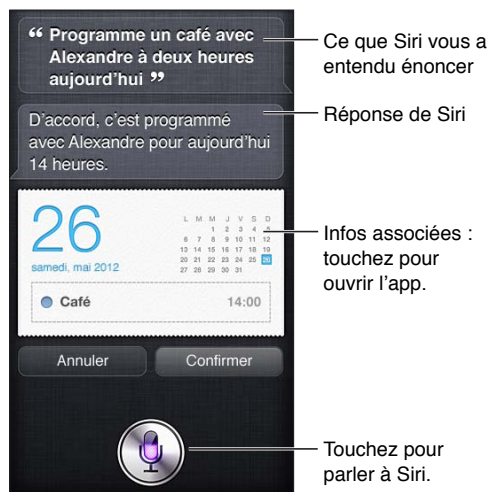 “ Programme un café avec
Alexandre à deux heures
aujourd'hui ”
Ce que Siri vous a
entendu énoncer
D'accord, c'est programmé
avec Alexandre pour aujourd'hui
14 heures.
Réponse de Siri
26
samedi, mai 2012
L M M J V S D
1 2 3 4 5
6 7 8 9 10 11 12
13 14 15 16 17 18 19
20 21 22 23 24 25 26
27 28 29 30 31
Café 14:00
Infos associées :
touchez pour
ouvrir l'app.
Annuler Confirmer
Touchez pour
parler à Siri.